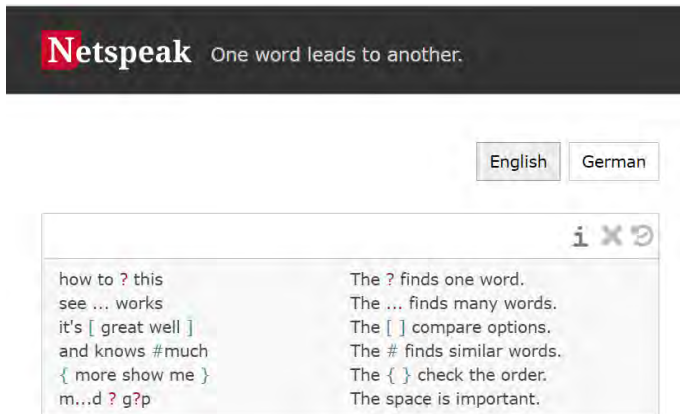 Netspeak One word leads to another.
English German
i
how to ? this The ? finds one word.
see ... works The ... finds many words.
it's [ great well ] The [ ] compare options.
and knows #much The # finds similar words.
{ more show me } The { } check the order.
m...d ? g?p The space is important.